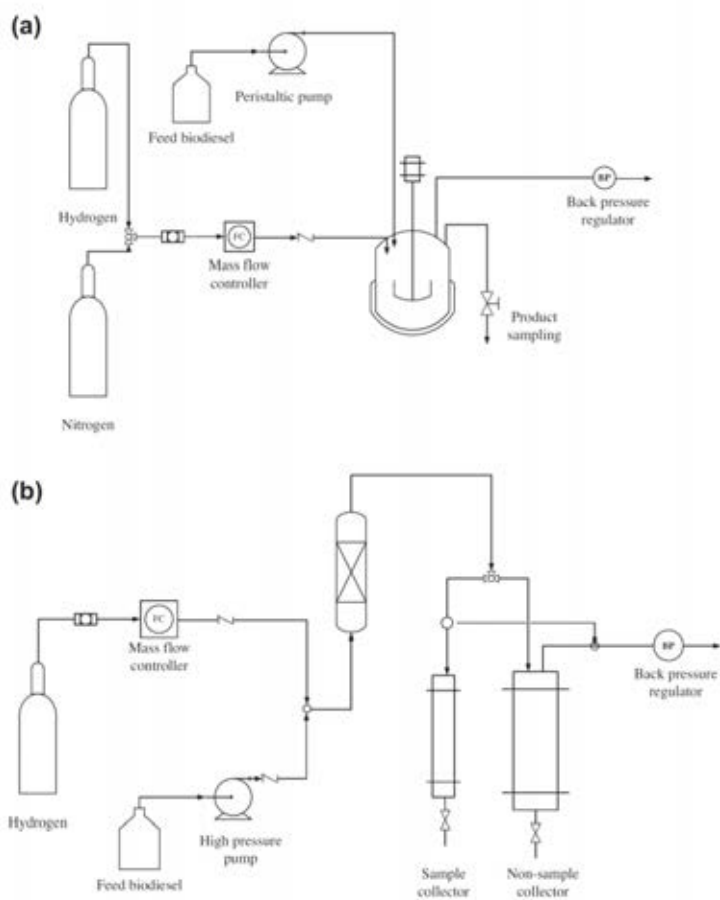 (a)
Peristaltic pump
Feed biodiesel
Hydrogen
BP
Back pressure
regulator
FC
Mass flow
controller
Product
sampling
Nitrogen
(b)
FC
Mass flow
controller
BP
Back pressure
regulator
Hydrogen
High pressure
pump
Feed biodiesel
Sample
collector
Non-sample
collector